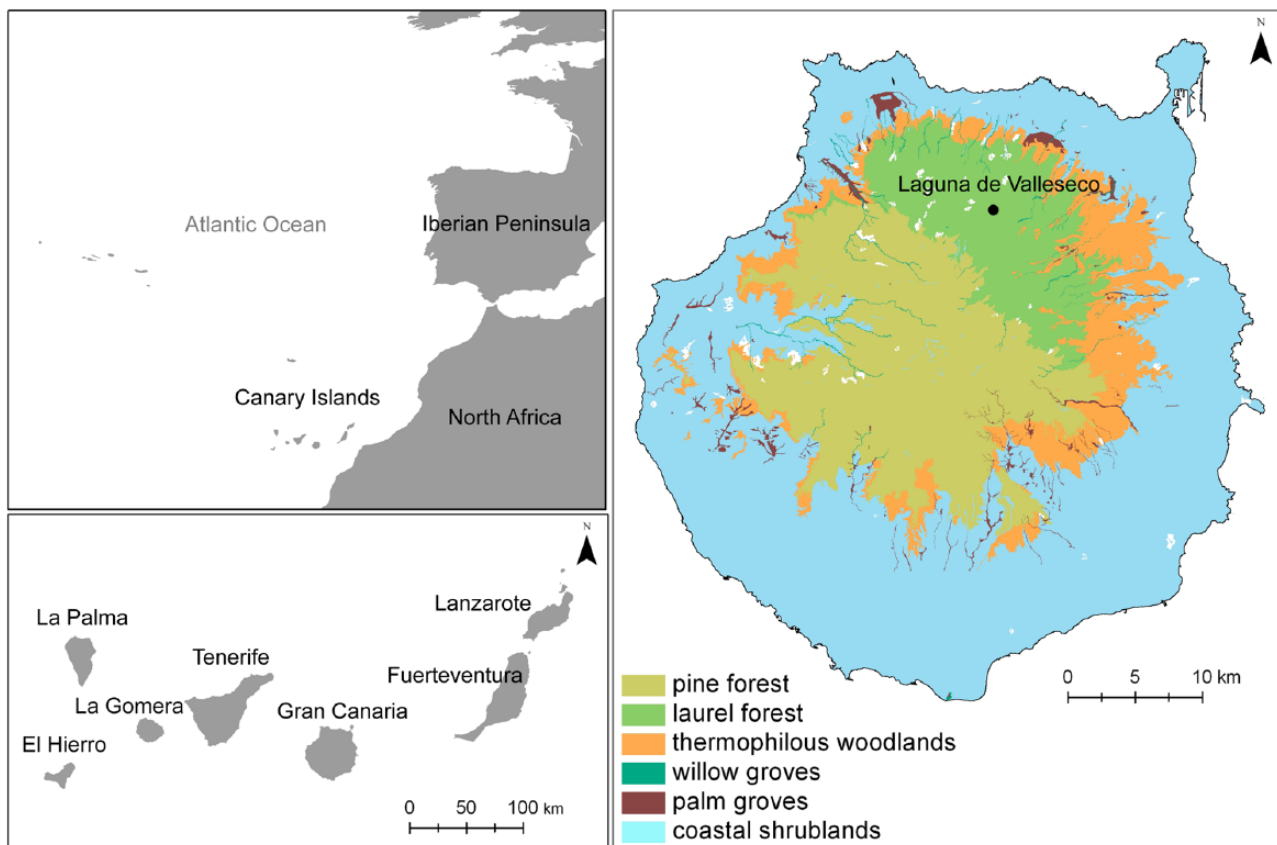 Atlantic Ocean
Iberian Peninsula
Canary Islands
North Africa
N
La Palma
Lanzarote
Tenerife
Fuerteventura
La Gomera
Gran Canaria
El Hierro
0 50 100 km
N
Laguna de Valleseco
0 5 10 km
pine forest
laurel forest
thermophilous woodlands
willow groves
palm groves
coastal shrublands